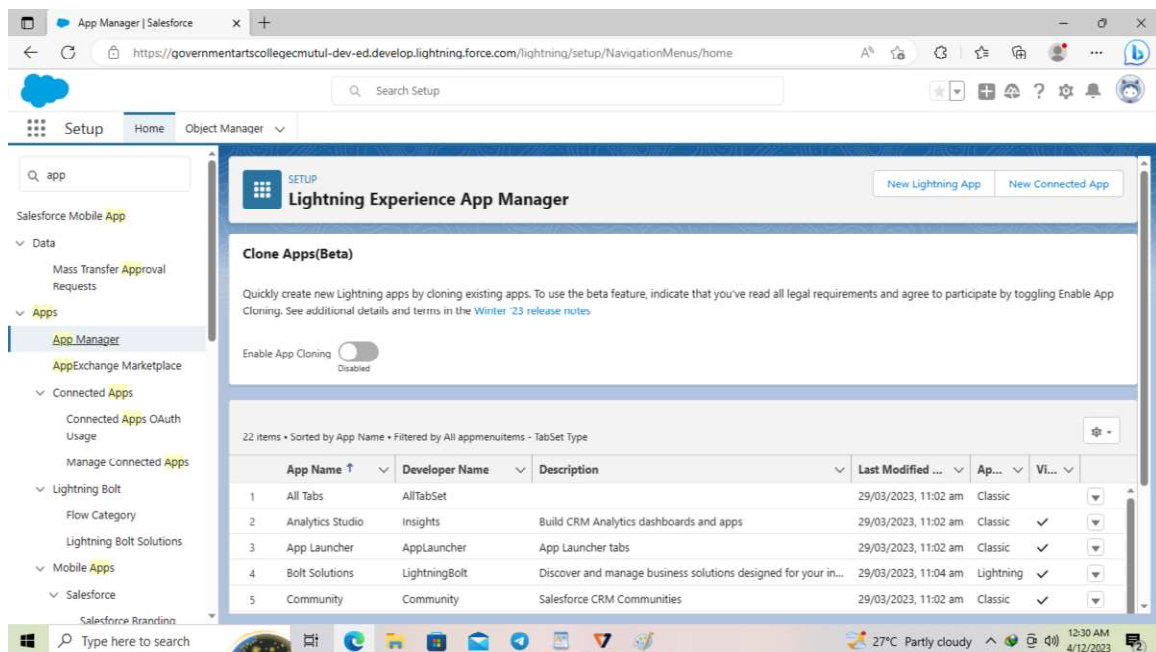 App Manager | Salesforce
https://governmentartscollegecmutul-dev-ed.develop.lightning.force.com/lightning/setup/NavigationMenus/home
Search Setup
Setup
Home
Object Manager
app
Salesforce Mobile App
Data
Mass Transfer Approval
Requests
Apps
App Manager
AppExchange Marketplace
Connected Apps
Connected Apps OAuth
Usage
Manage Connected Apps
Lightning Bolt
Flow Category
Lightning Bolt Solutions
Mobile Apps
Salesforce
Salesforce Branding
SETUP
Lightning Experience App Manager
New Lightning App
New Connected App
Clone Apps(Beta)
Quickly create new Lightning apps by cloning existing apps. To use the beta feature, indicate that you've read all legal requirements and agree to participate by toggling Enable App
Cloning. See additional details and terms in the Winter '23 release notes
Enable App Cloning
Disabled
22 items • Sorted by App Name • Filtered by All appmenuitems - TabSet Type
App Name ↑ Developer Name Description Last Modified ... Ap... Vi...
1 All Tabs AllTabSet 29/03/2023, 11:02 am Classic
2 Analytics Studio Insights Build CRM Analytics dashboards and apps 29/03/2023, 11:02 am Classic
3 App Launcher AppLauncher App Launcher tabs 29/03/2023, 11:02 am Classic
4 Bolt Solutions LightningBolt Discover and manage business solutions designed for your in... 29/03/2023, 11:04 am Lightning
5 Community Community Salesforce CRM Communities 29/03/2023, 11:02 am Classic
Type here to search
27°C Partly cloudy
12:30 AM
4/12/2023